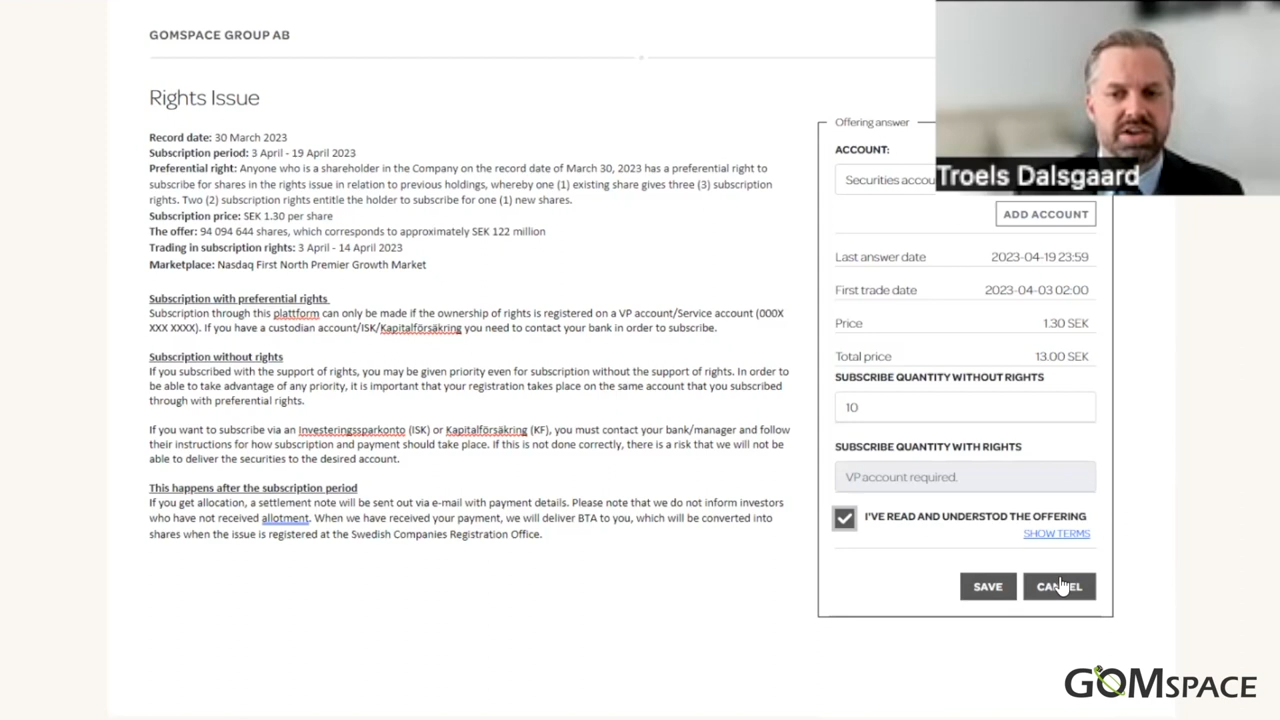 GOMSPACE GROUP AB
Rights Issue
Record date: 30 March 2023
Subscription period: 3 April - 19 April 2023
Preferential right: Anyone who is a shareholder in the Company on the record date of March 30, 2023 has a preferential right to
subscribe for shares in the rights issue in relation to previous holdings, whereby one (1) existing share gives three (3) subscription
rights. Two (2) subscription rights entitle the holder to subscribe for one (1) new shares.
Subscription price: SEK 1.30 per share
The offer: 94 094 644 shares, which corresponds to approximately SEK 122 million
Trading in subscription rights: 3 April - 14 April 2023
Marketplace: Nasdaq First North Premier Growth Market
Subscription with preferential rights
Subscription through this plattform can only be made if the ownership of rights is registered on a VP account/Service account (000X
XXX XXXX). If you have a custodian account/ISK/Kapitalförsäkring you need to contact your bank in order to subscribe.
Subscription without rights
If you subscribed with the support of rights, you may be given priority even for subscription without the support of rights. In order to
be able to take advantage of any priority, it is important that your registration takes place on the same account that you subscribed
through with preferential rights.
If you want to subscribe via an Investeringssparkonto (ISK) or Kapitalförsäkring (KF), you must contact your bank/manager and follow
their instructions for how subscription and payment should take place. If this is not done correctly, there is a risk that we will not be
able to deliver the securities to the desired account.
This happens after the subscription period
If you get allocation, a settlement note will be sent out via e-mail with payment details. Please note that we do not inform investors
who have not received allotment. When we have received your payment, we will deliver BTA to you, which will be converted into
shares when the issue is registered at the Swedish Companies Registration Office.
Offering answer
ACCOUNT:
Securities accou
Troels Dalsgaard
ADD ACCOUNT
Last answer date 2023-04-19 23:59
First trade date 2023-04-03 02:00
Price 1.30 SEK
Total price 13.00 SEK
SUBSCRIBE QUANTITY WITHOUT RIGHTS
10
SUBSCRIBE QUANTITY WITH RIGHTS
VP account required.
I'VE READ AND UNDERSTOD THE OFFERING
SHOW TERMS
SAVE CANCEL
GOMSPACE